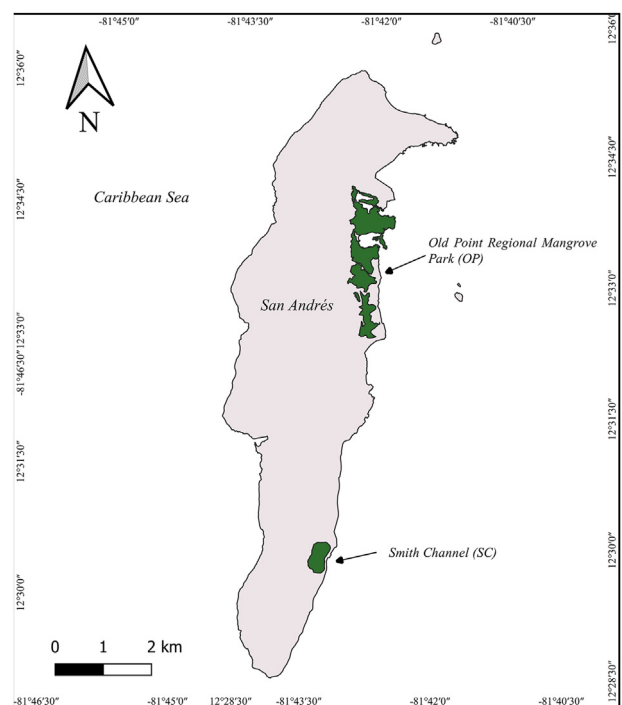 -81°45'0" -81°43'30" -81°42'0" -81°40'30"
12°36'0"
12°36'0"
N
12°34'30"
12°34'30"
Caribbean Sea
Old Point Regional Mangrove
Park (OP)
San Andrés
12°33'0"
12°33'0"
-81°46'30"
12°31'30"
12°31'30"
Smith Channel (SC)
12°30'0"
12°30'0"
0 1 2 km
12°28'30"
-81°46'30" -81°45'0" 12°28'30" -81°43'30" -81°42'0" -81°40'30"